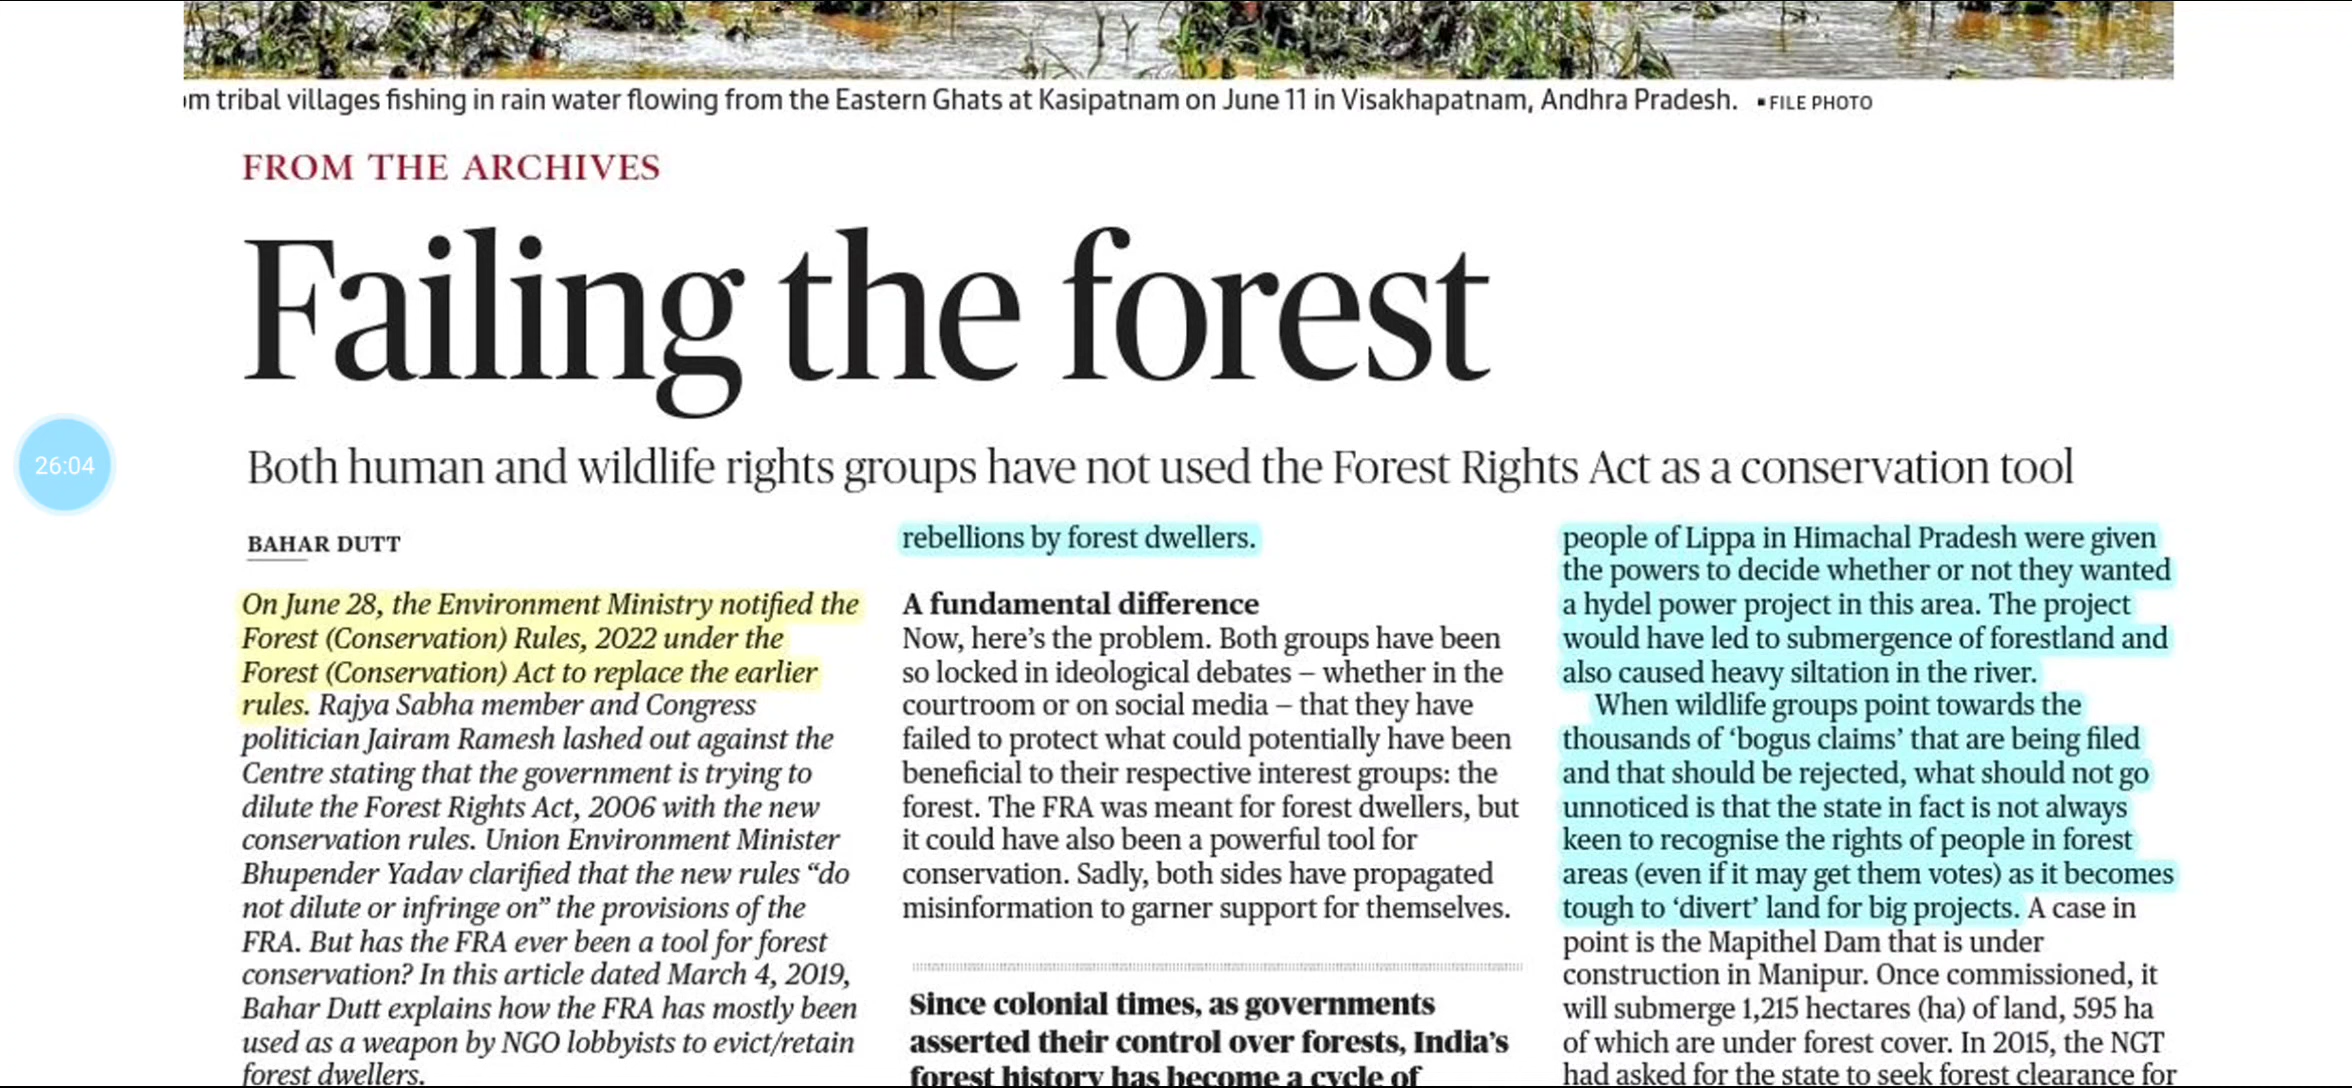 om tribal villages fishing in rain water flowing from the Eastern Ghats at Kasipatnam on June 11 in Visakhapatnam, Andhra Pradesh. ▪ FILE PHOTO
FROM THE ARCHIVES
Failing the forest
Both human and wildlife rights groups have not used the Forest Rights Act as a conservation tool
26:04
BAHAR DUTT
On June 28, the Environment Ministry notified the
Forest (Conservation) Rules, 2022 under the
Forest (Conservation) Act to replace the earlier
rules. Rajya Sabha member and Congress
politician Jairam Ramesh lashed out against the
Centre stating that the government is trying to
dilute the Forest Rights Act, 2006 with the new
conservation rules. Union Environment Minister
Bhupender Yadav clarified that the new rules “do
not dilute or infringe on” the provisions of the
FRA. But has the FRA ever been a tool for forest
conservation? In this article dated March 4, 2019,
Bahar Dutt explains how the FRA has mostly been
used as a weapon by NGO lobbyists to evict/retain
forest dwellers.
rebellions by forest dwellers.
A fundamental difference
Now, here’s the problem. Both groups have been
so locked in ideological debates – whether in the
courtroom or on social media – that they have
failed to protect what could potentially have been
beneficial to their respective interest groups: the
forest. The FRA was meant for forest dwellers, but
it could have also been a powerful tool for
conservation. Sadly, both sides have propagated
misinformation to garner support for themselves.
Since colonial times, as governments
asserted their control over forests, India’s
forest history has become a cycle of
people of Lippa in Himachal Pradesh were given
the powers to decide whether or not they wanted
a hydel power project in this area. The project
would have led to submergence of forestland and
also caused heavy siltation in the river.
When wildlife groups point towards the
thousands of ‘bogus claims’ that are being filed
and that should be rejected, what should not go
unnoticed is that the state in fact is not always
keen to recognise the rights of people in forest
areas (even if it may get them votes) as it becomes
tough to ‘divert’ land for big projects. A case in
point is the Mapithel Dam that is under
construction in Manipur. Once commissioned, it
will submerge 1,215 hectares (ha) of land, 595 ha
of which are under forest cover. In 2015, the NGT
had asked for the state to seek forest clearance for